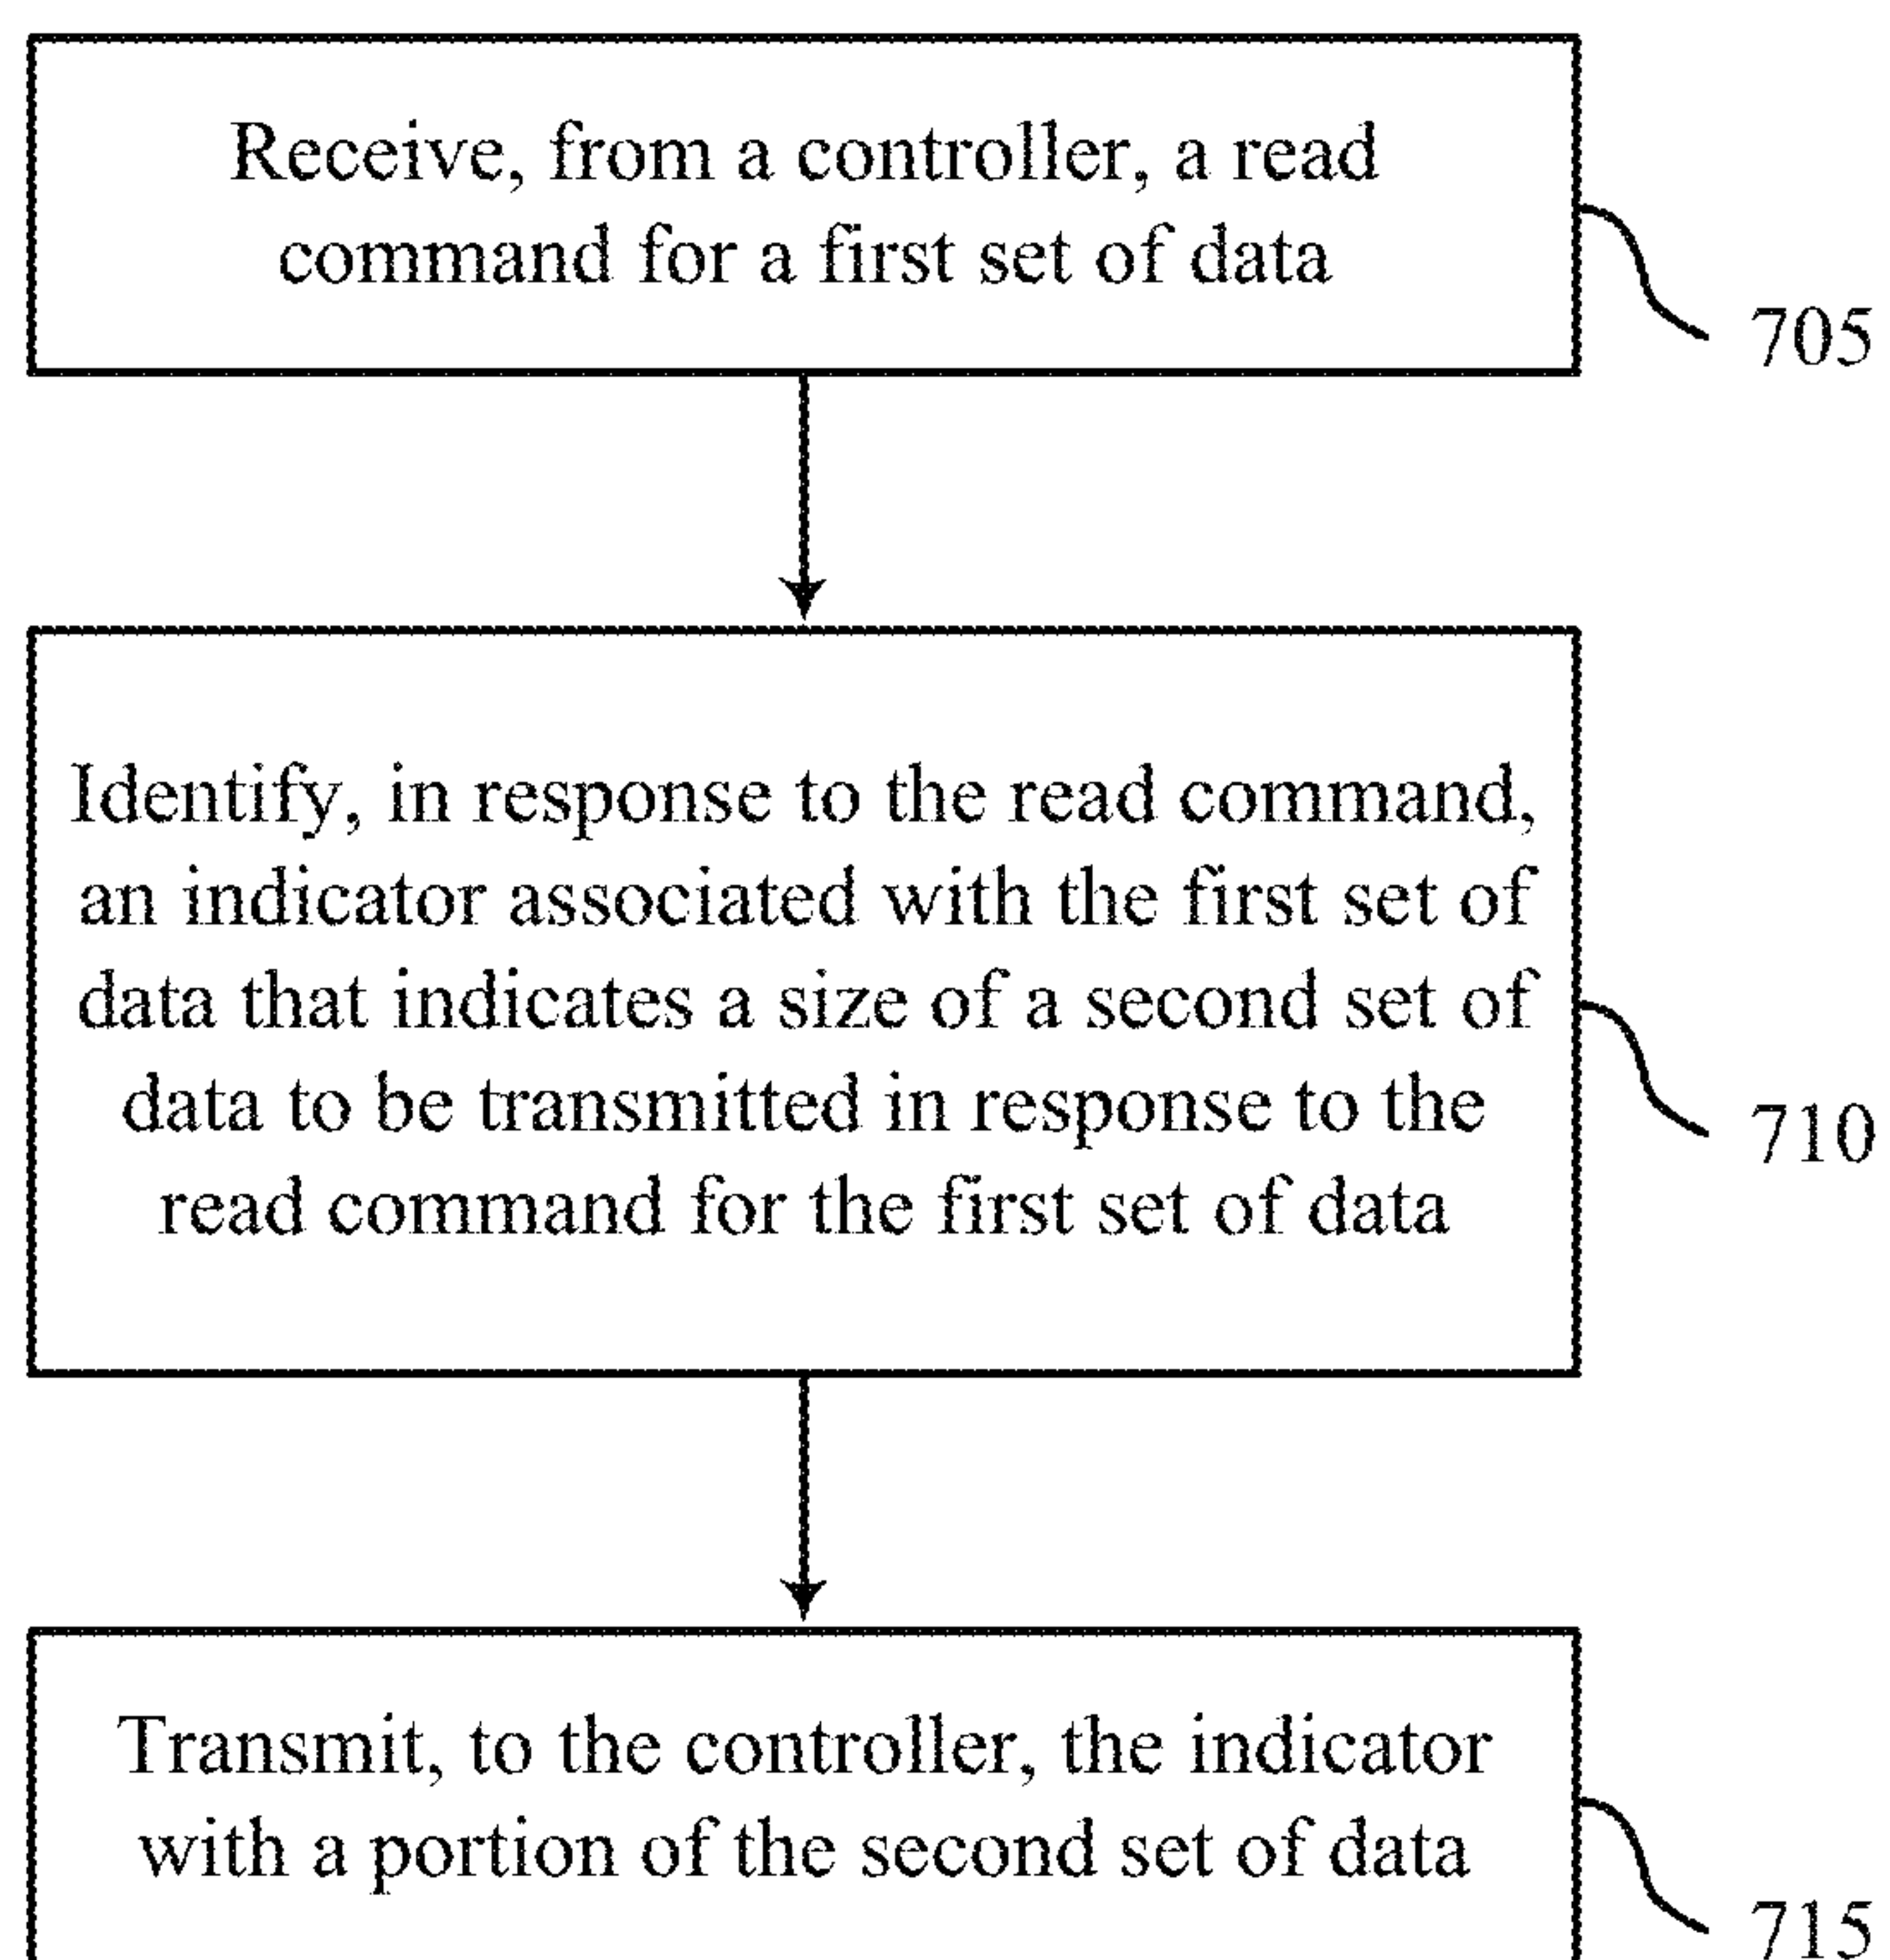 Receive, from a controller, a read
command for a first set of data
705
Identify, in response to the read command,
an indicator associated with the first set of
data that indicates a size of a second set of
data to be transmitted in response to the
read command for the first set of data
710
Transmit, to the controller, the indicator
with a portion of the second set of data
715